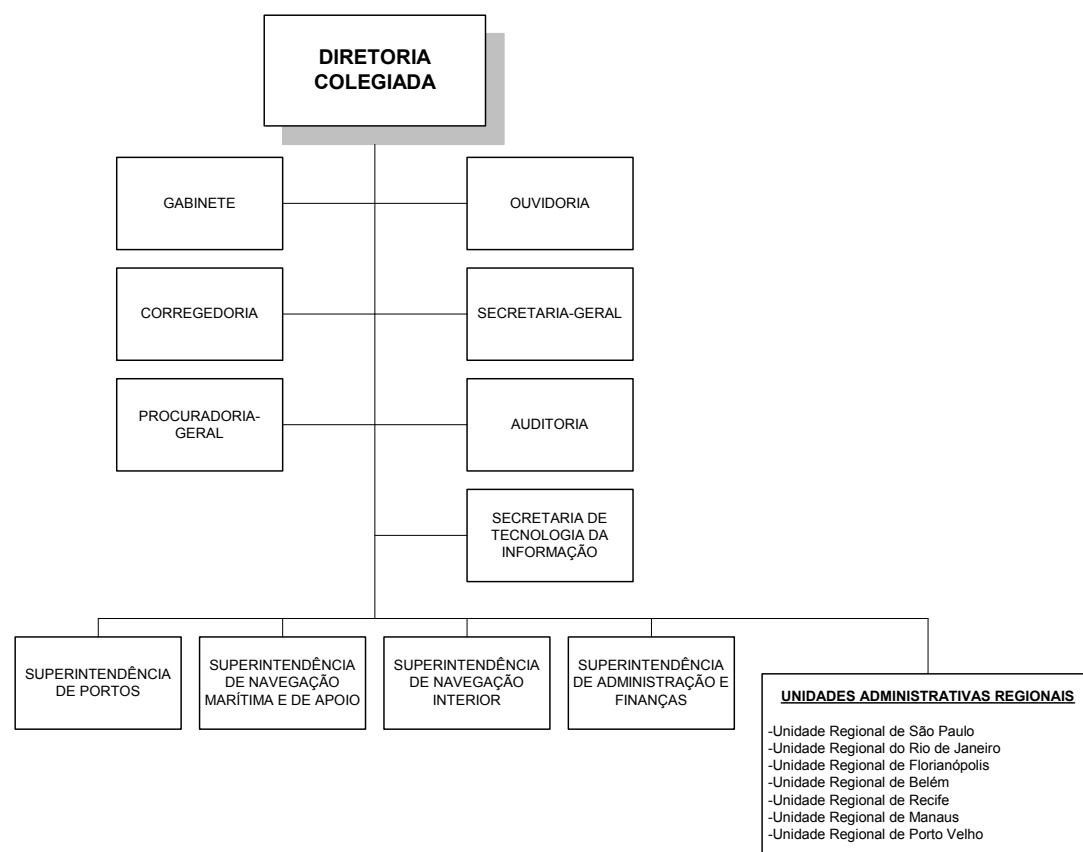 DIRETORIA
COLEGIADA
GABINETE
OUVIDORIA
CORREGEDORIA
SECRETARIA-GERAL
PROCURADORIA-
GERAL
AUDITORIA
SECRETARIA DE
TECNOLOGIA DA
INFORMAÇÃO
SUPERINTENDÊNCIA
DE PORTOS
SUPERINTENDÊNCIA
DE NAVEGAÇÃO
MARÍTIMA E DE APOIO
SUPERINTENDÊNCIA
DE NAVEGAÇÃO
INTERIOR
SUPERINTENDÊNCIA
DE ADMINISTRAÇÃO E
FINANÇAS
UNIDADES ADMINISTRATIVAS REGIONAIS
-Unidade Regional de São Paulo
-Unidade Regional do Rio de Janeiro
-Unidade Regional de Florianópolis
-Unidade Regional de Belém
-Unidade Regional de Recife
-Unidade Regional de Manaus
-Unidade Regional de Porto Velho